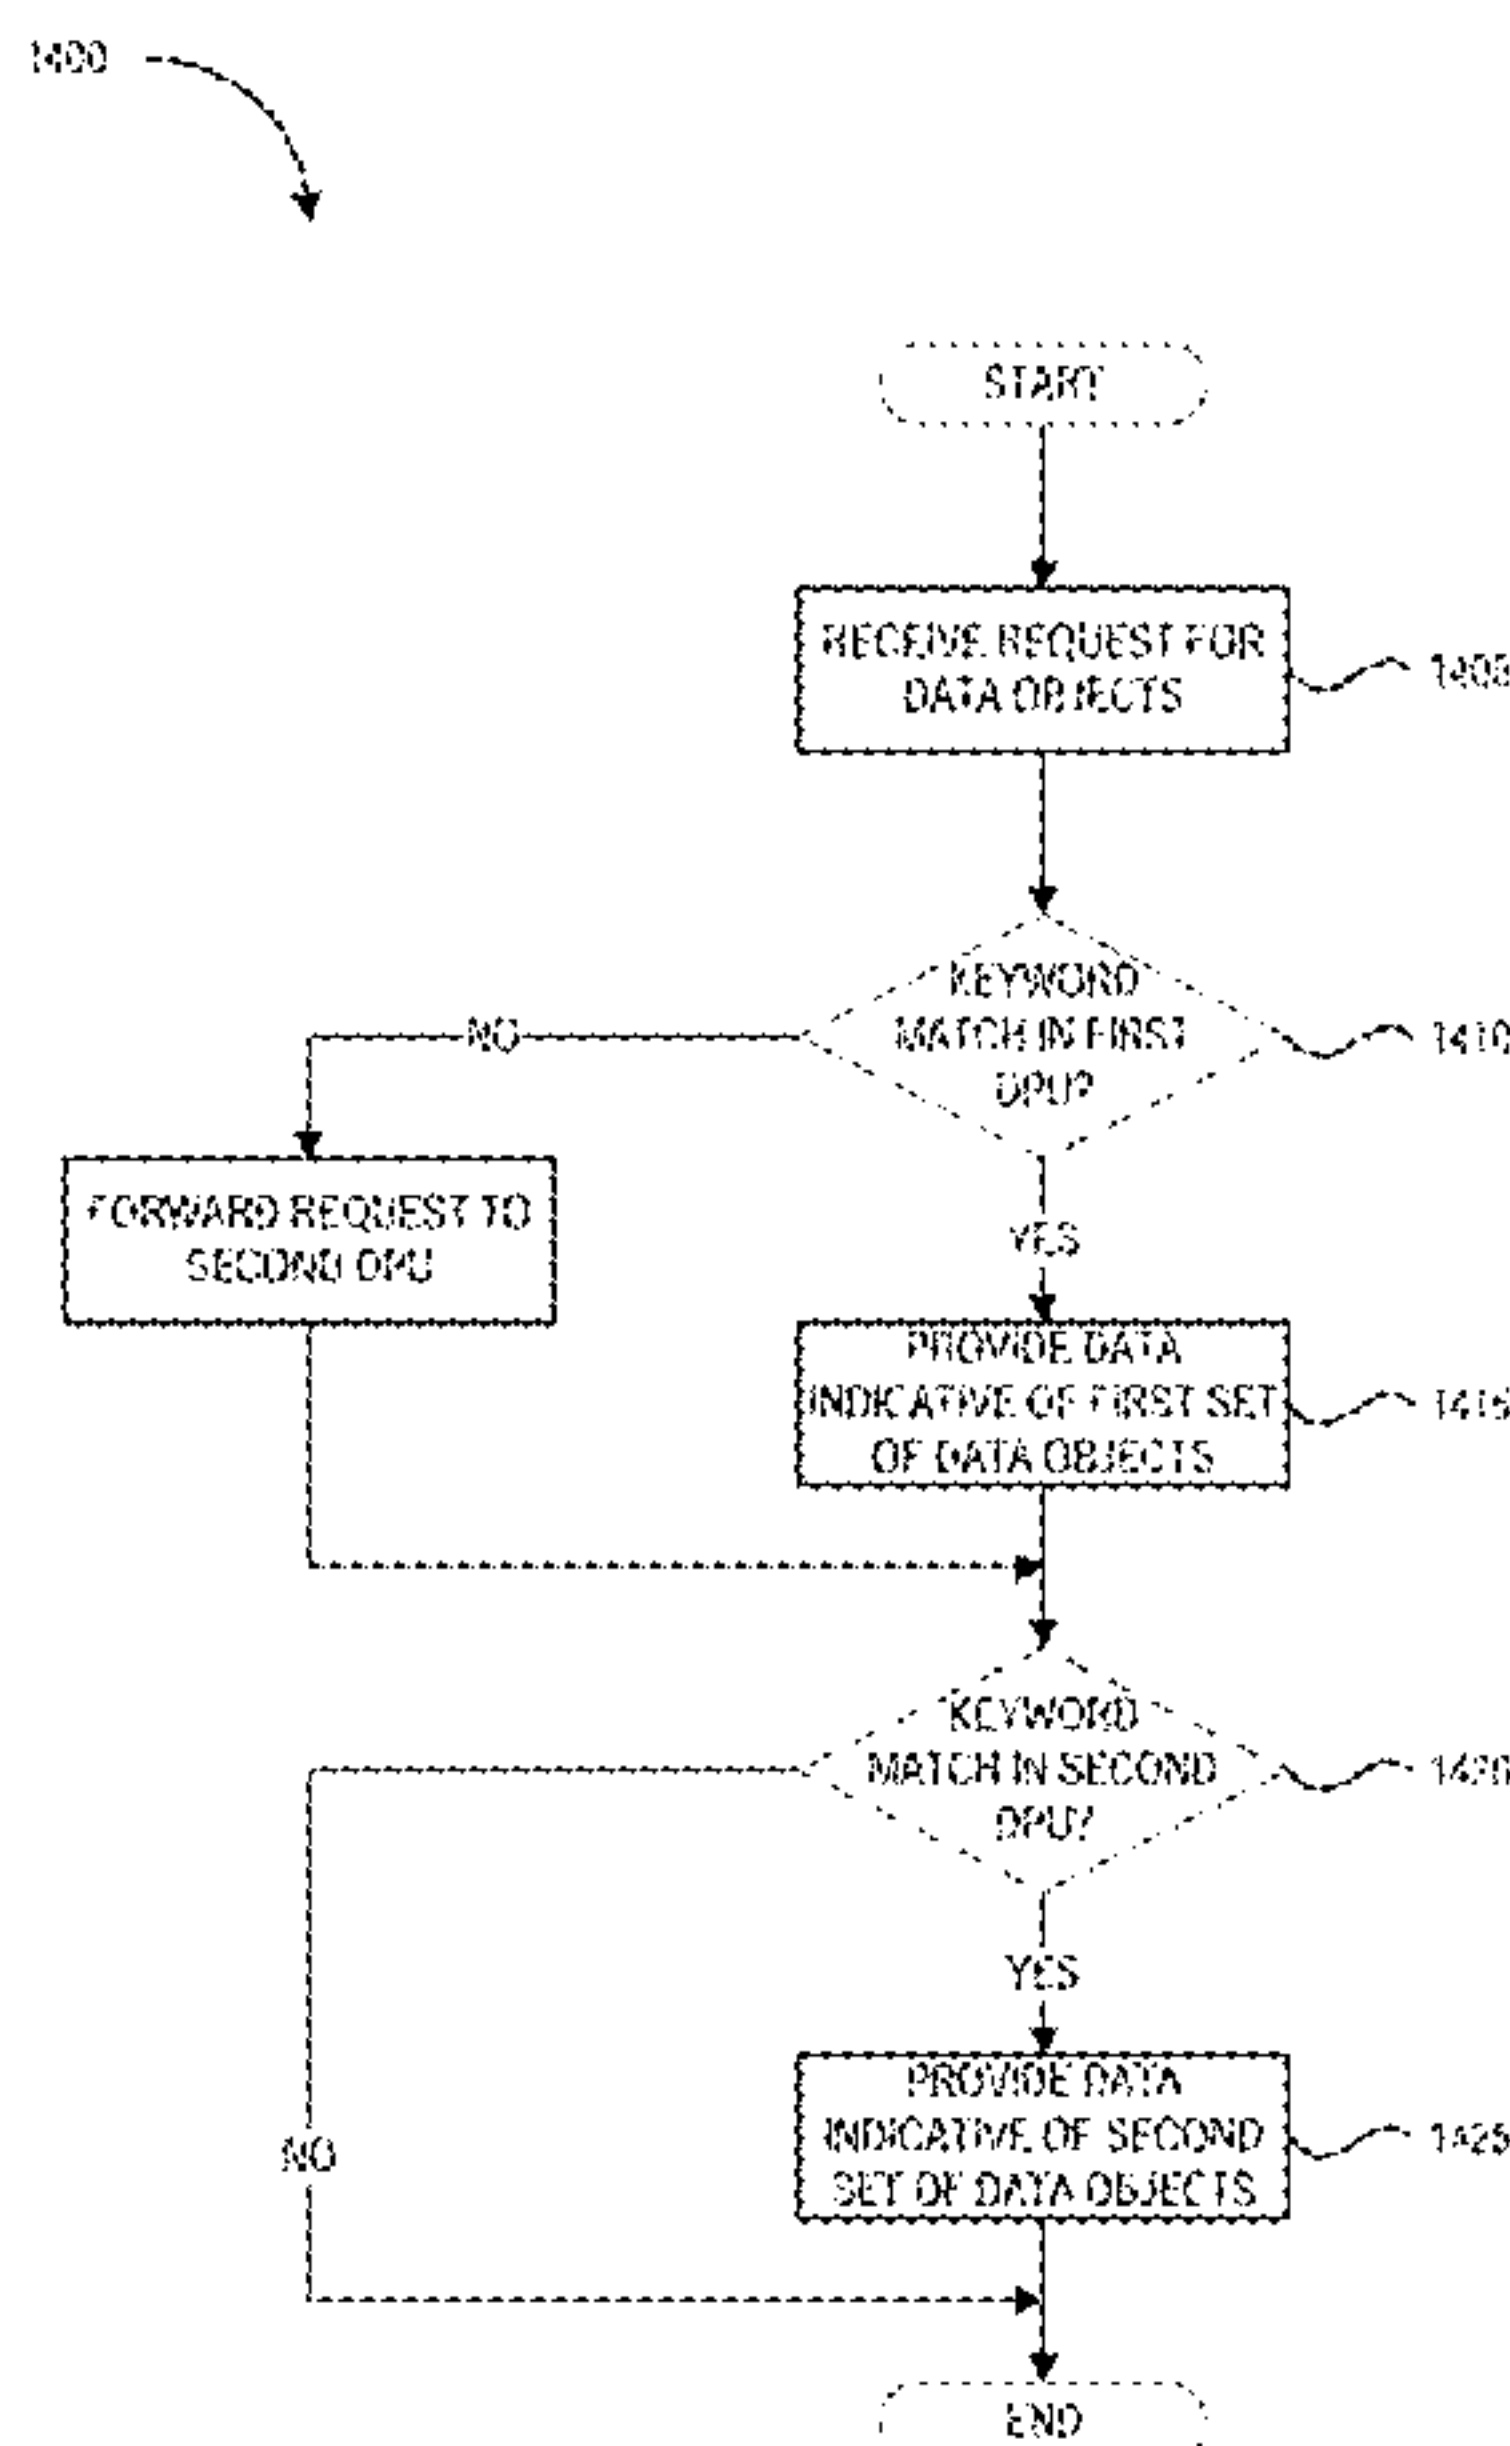 1400
START
RECEIVE REQUEST FOR
DATA OBJECTS
1405
KEYWORD
MATCH IN FIRST
DPU?
1410
NO
FORWARD REQUEST TO
SECOND DPU
YES
PROVIDE DATA
INDICATIVE OF FIRST SET
OF DATA OBJECTS
1415
KEYWORD
MATCH IN SECOND
DPU?
1420
YES
NO
PROVIDE DATA
INDICATIVE OF SECOND
SET OF DATA OBJECTS
1425
END